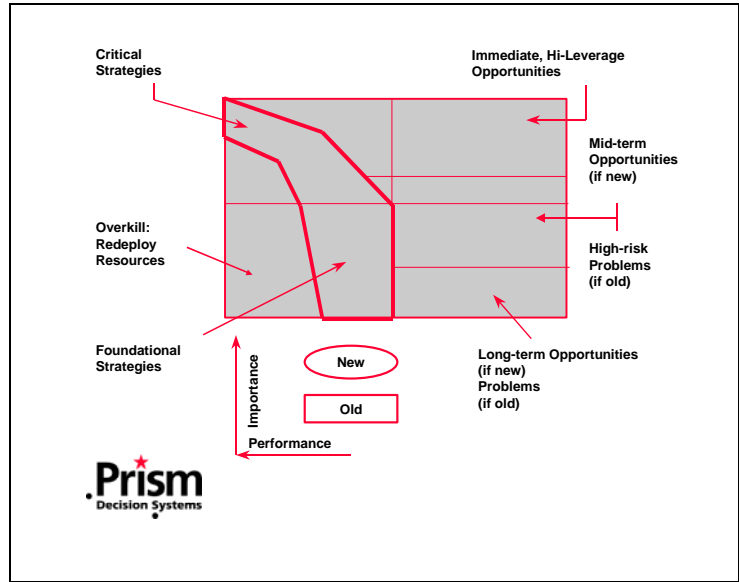 Critical
Strategies
Immediate, Hi-Leverage
Opportunities
Mid-term
Opportunities
(if new)
Overkill:
Redeploy
Resources
High-risk
Problems
(if old)
Foundational
Strategies
Long-term Opportunities
(if new)
Problems
(if old)
New
Old
Importance
Performance
Prism
Decision Systems